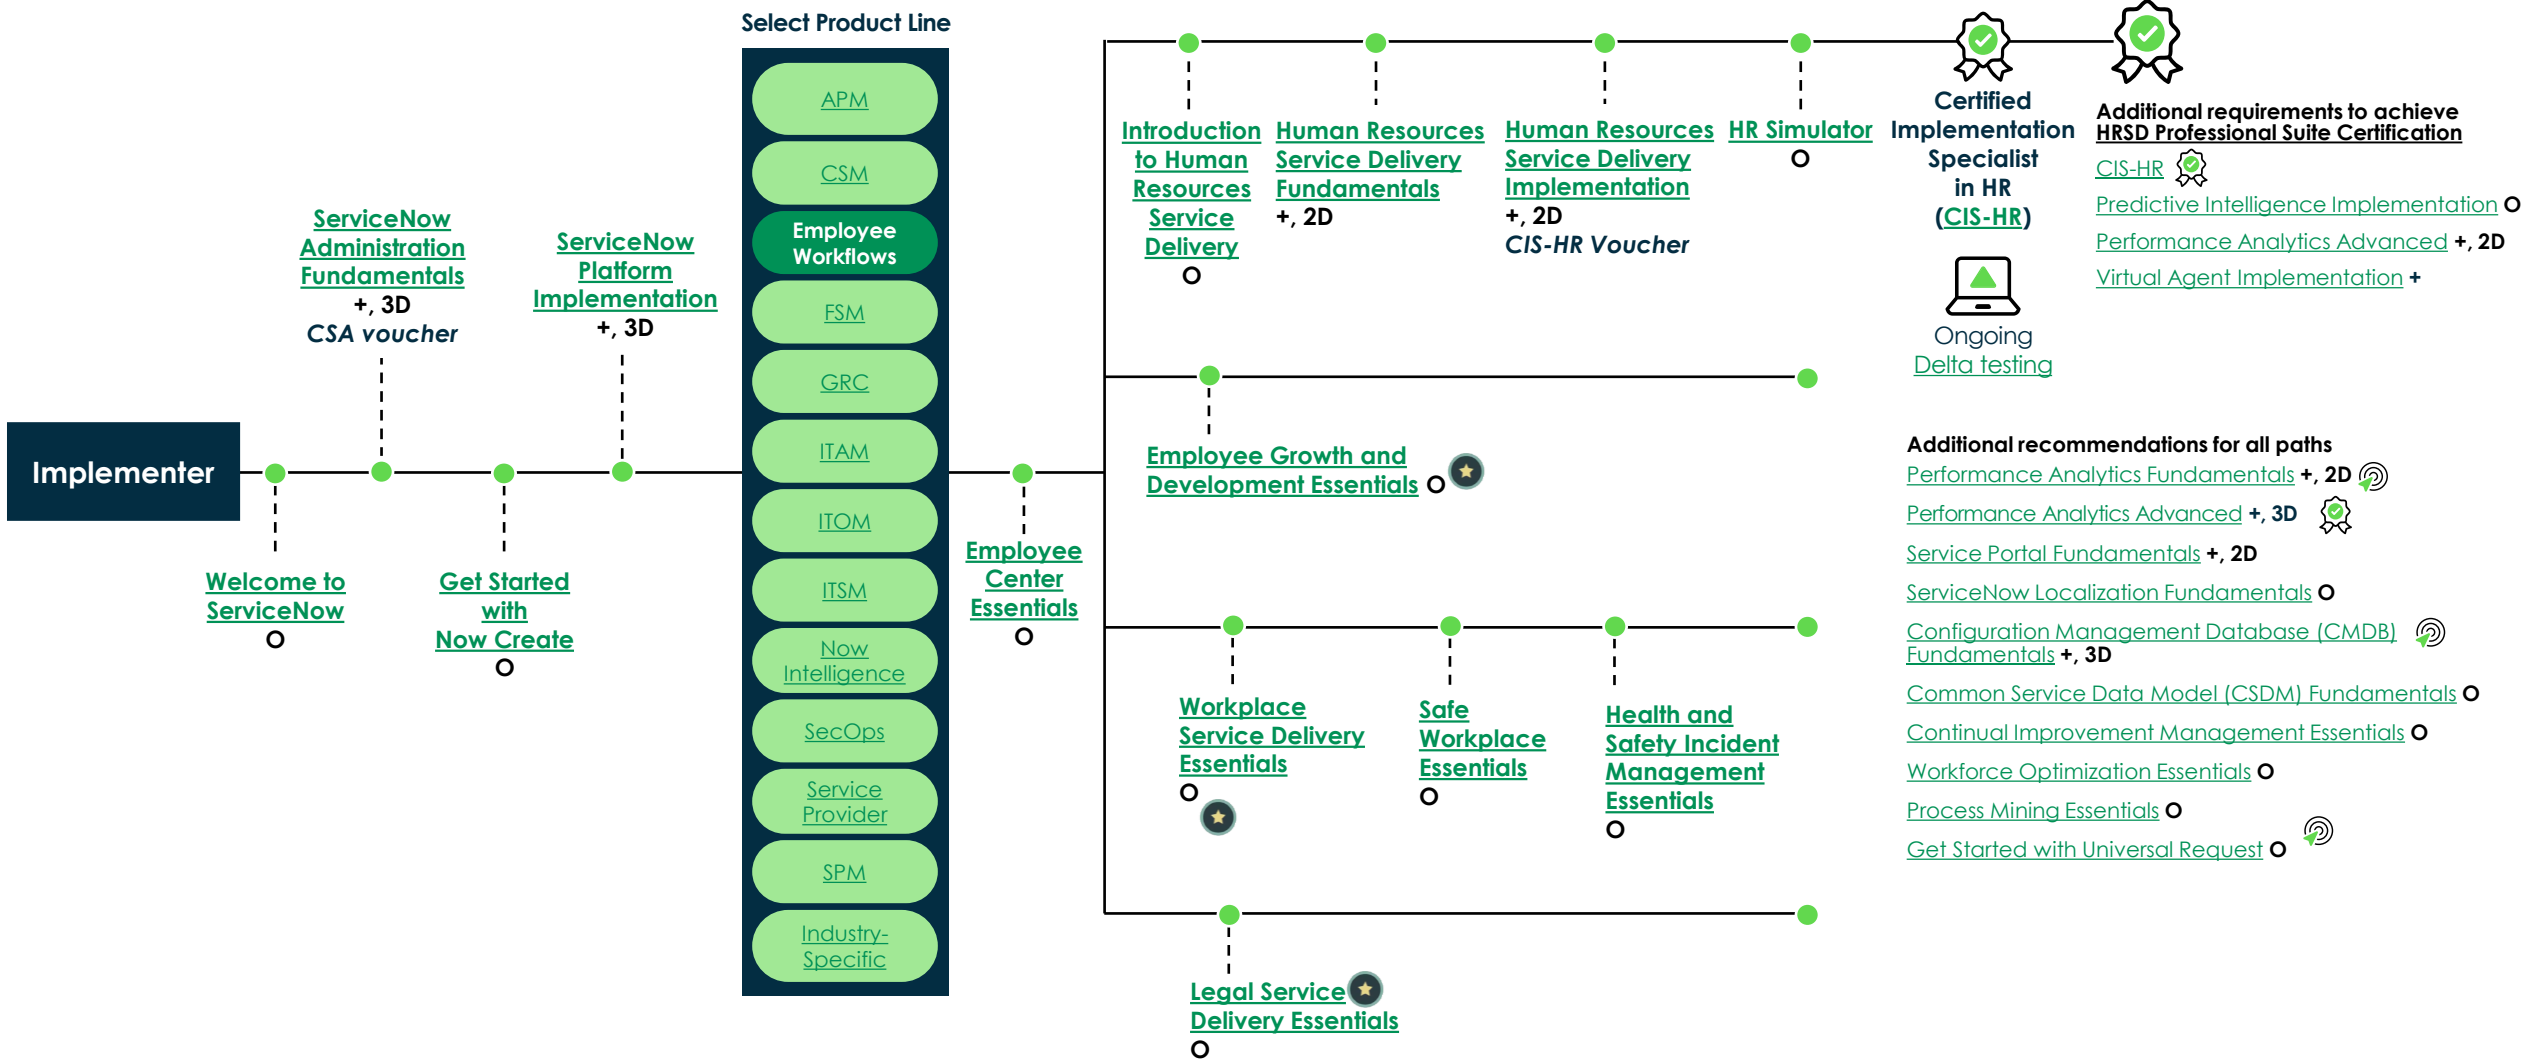 Select Product Line
APM
CSM
Employee
Workflows
FSM
GRC
ITAM
ITOM
ITSM
Now
Intelligence
SecOps
Service
Provider
SPM
Industry-
Specific
Implementer
Welcome to
ServiceNow
O
ServiceNow
Administration
Fundamentals
+, 3D
CSA voucher
Get Started
with
Now Create
O
ServiceNow
Platform
Implementation
+, 3D
Employee
Center
Essentials
O
Introduction
to Human
Resources
Service
Delivery
O
Human Resources
Service Delivery
Fundamentals
+, 2D
Human Resources
Service Delivery
Implementation
+, 2D
CIS-HR Voucher
HR Simulator
O
Certified
Implementation
Specialist
in HR
(CIS-HR)
Ongoing
Delta testing
Additional requirements to achieve
HRSD Professional Suite Certification
CIS-HR
Predictive Intelligence Implementation O
Performance Analytics Advanced +, 2D
Virtual Agent Implementation +
Employee Growth and
Development Essentials O
Workplace
Service Delivery
Essentials
O
Safe
Workplace
Essentials
O
Health and
Safety Incident
Management
Essentials
O
Legal Service
Delivery Essentials
O
Additional recommendations for all paths
Performance Analytics Fundamentals +, 2D
Performance Analytics Advanced +, 3D
Service Portal Fundamentals +, 2D
ServiceNow Localization Fundamentals O
Configuration Management Database (CMDB)
Fundamentals +, 3D
Common Service Data Model (CSDM) Fundamentals O
Continual Improvement Management Essentials O
Workforce Optimization Essentials O
Process Mining Essentials O
Get Started with Universal Request O